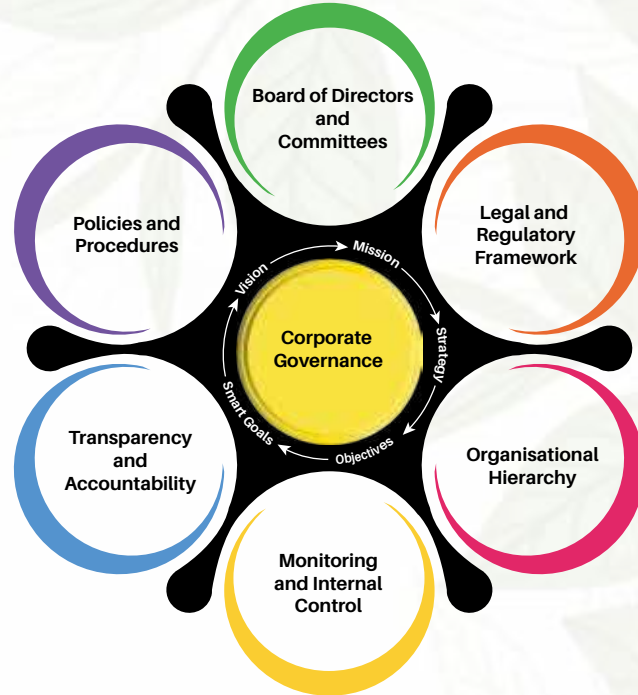 Board of Directors
and
Committees
Legal and
Regulatory
Framework
Organisational
Hierarchy
Monitoring
and Internal
Control
Transparency
and
Accountability
Policies and
Procedures
Vision
Mission
Strategy
Objectives
Smart Goals
Corporate
Governance